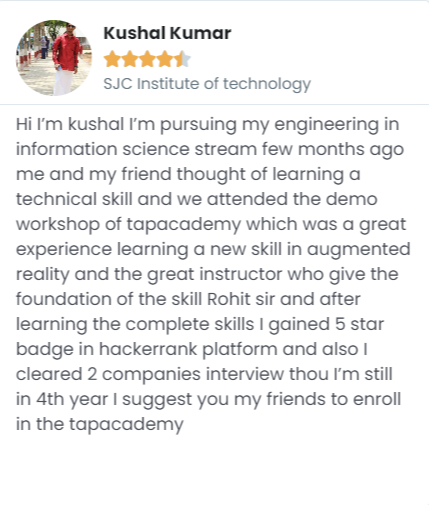 Kushal Kumar
SJC Institute of technology
Hi I’m kushal I’m pursuing my engineering in
information science stream few months ago
me and my friend thought of learning a
technical skill and we attended the demo
workshop of tapacademy which was a great
experience learning a new skill in augmented
reality and the great instructor who give the
foundation of the skill Rohit sir and after
learning the complete skills I gained 5 star
badge in hackerrank platform and also I
cleared 2 companies interview thou I’m still
in 4th year I suggest you my friends to enroll
in the tapacademy